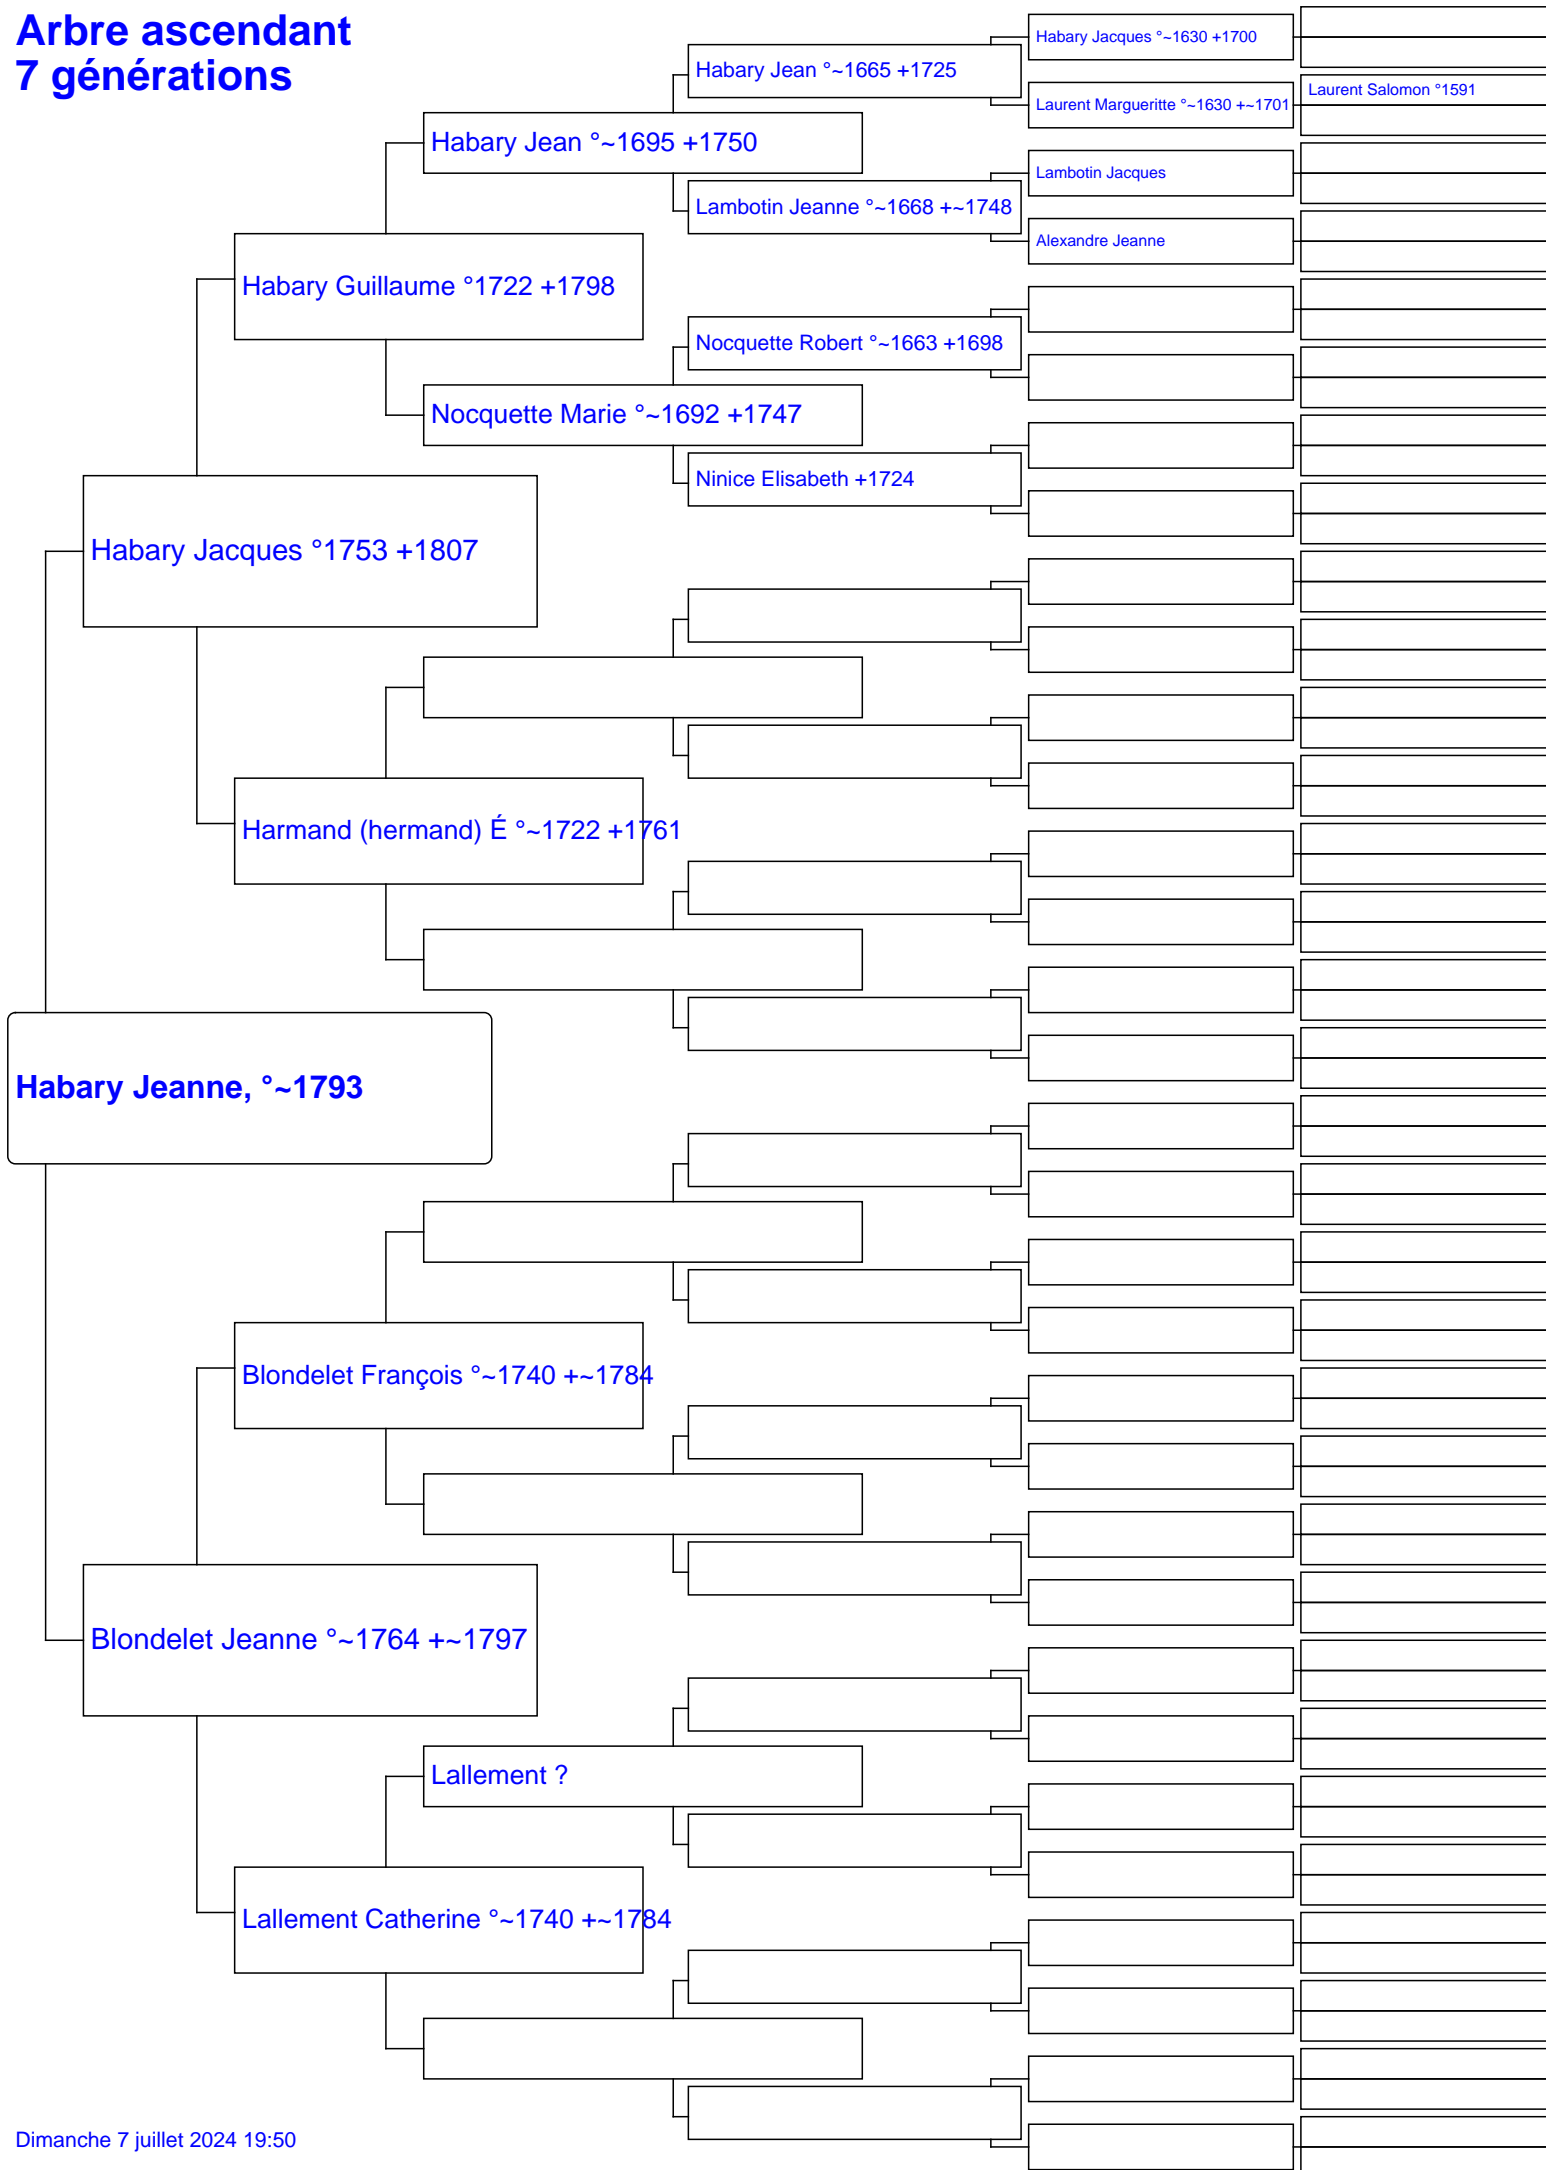 Arbre ascendant
7 générations
Habary Jacques °~1630 +1700
Habary Jean °~1665 +1725
Laurent Salomon °1591
Laurent Margueritte °~1630 +~1701
Habary Jean °~1695 +1750
Lambotin Jacques
Lambotin Jeanne °~1668 +~1748
Alexandre Jeanne
Habary Guillaume °1722 +1798
Nocquette Robert °~1663 +1698
Nocquette Marie °~1692 +1747
Ninice Elisabeth +1724
Habary Jacques °1753 +1807
Harmand (hermand) É °~1722 +1761
Habary Jeanne, °~1793
Blondelet François °~1740 +~1784
Blondelet Jeanne °~1764 +~1797
Lallement ?
Lallement Catherine °~1740 +~1784
Dimanche 7 juillet 2024 19:50